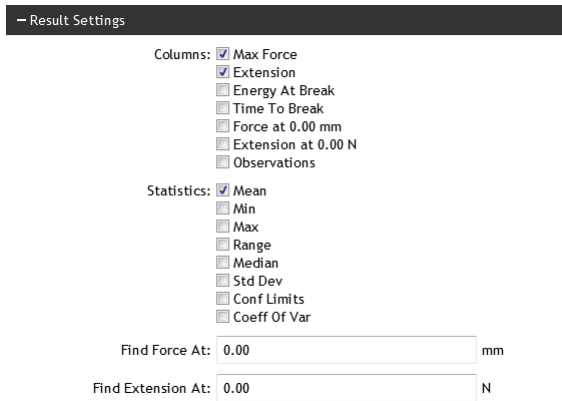 Result Settings
Columns: Max Force
Extension
Energy At Break
Time To Break
Force at 0.00 mm
Extension at 0.00 N
Observations
Statistics: Mean
Min
Max
Range
Median
Std Dev
Conf Limits
Coeff Of Var
Find Force At: 0.00 mm
Find Extension At: 0.00 N